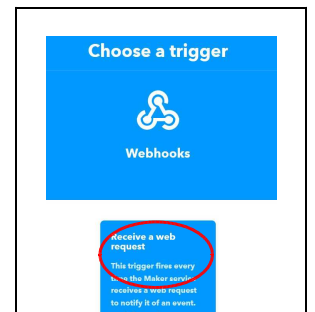 Choose a trigger
Webhooks
Receive a web
request
This trigger fires every
time the Maker service
receives a web request
to notify it of an event.